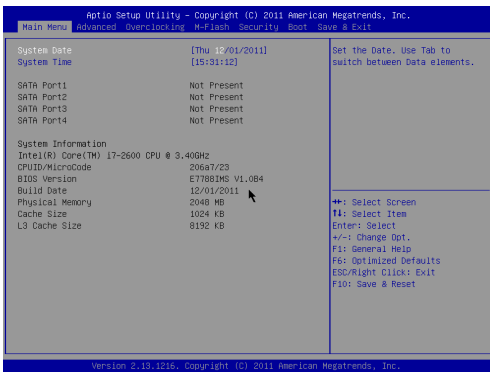 Aptio Setup Utility – Copyright (C) 2011 American Megatrends, Inc.
Main Menu Advanced Overclocking M-Flash Security Boot Save & Exit
System Date [Thu 12/01/2011]
System Time [15:31:12]
SATA Port1 Not Present
SATA Port2 Not Present
SATA Port3 Not Present
SATA Port4 Not Present
System Information
Intel(R) Core(TM) i7-2600 CPU @ 3.40GHz
CPUID/MicroCode 206a7/23
BIOS Version E7788IMS V1.0B4
Build Date 12/01/2011
Physical Memory 2048 MB
Cache Size 1024 KB
L3 Cache Size 8192 KB
Set the Date. Use Tab to
switch between Data elements.
→←: Select Screen
↑↓: Select Item
Enter: Select
+/-: Change Opt.
F1: General Help
F6: Optimized Defaults
ESC/Right Click: Exit
F10: Save & Reset
Version 2.13.1216. Copyright (C) 2011 American Megatrends, Inc.